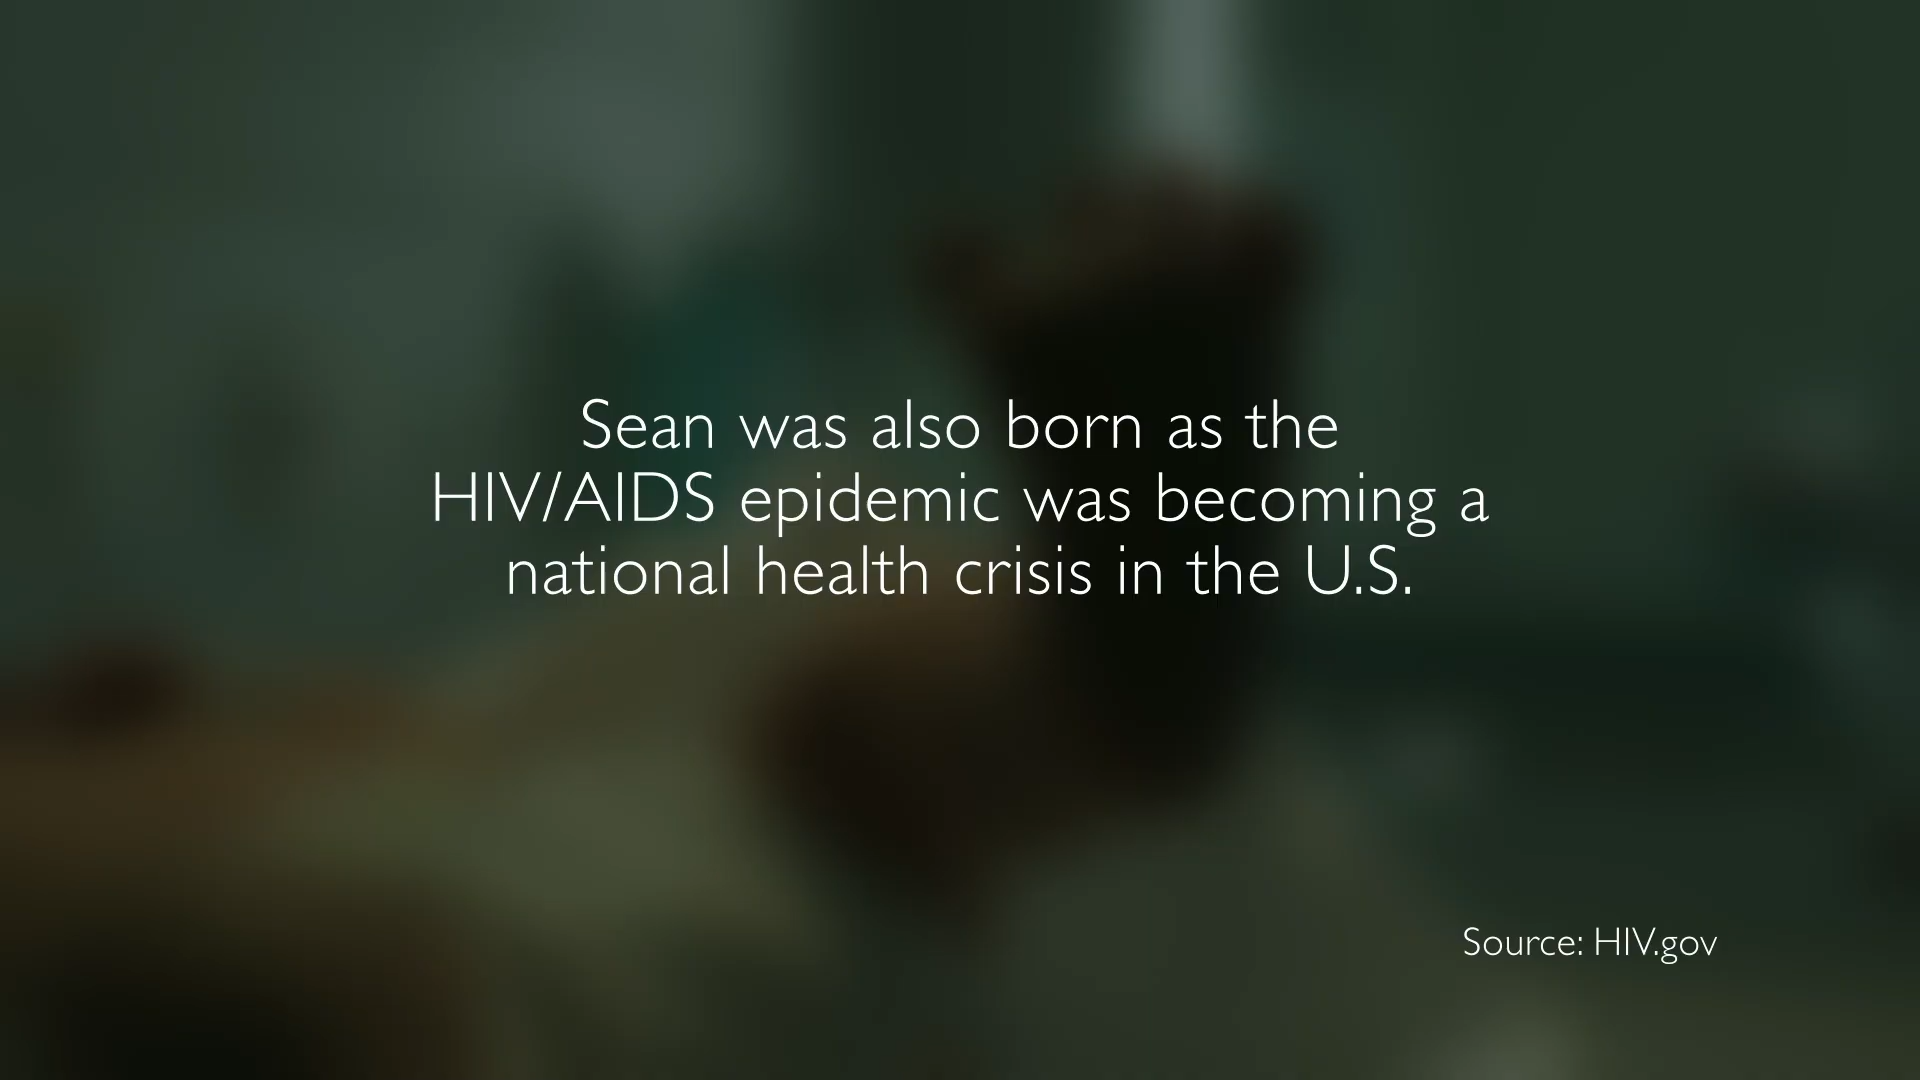 Sean was also born as the
HIV/AIDS epidemic was becoming a
national health crisis in the U.S.
Source: HIV.gov